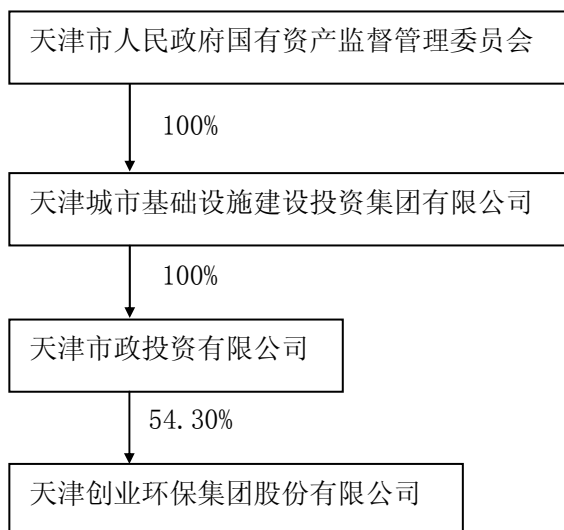 天津市人民政府国有资产监督管理委员会
100%
天津城市基础设施建设投资集团有限公司
100%
天津市政投资有限公司
54.30%
天津创业环保集团股份有限公司